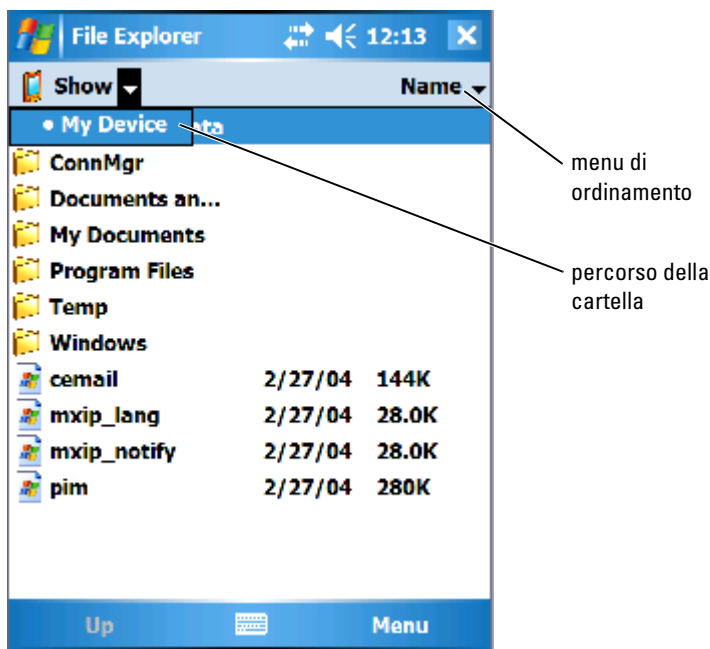 File Explorer 12:13
Show Name
• My Device
ConnMgr
Documents an...
My Documents
Program Files
Temp
Windows
cemail 2/27/04 144K
mxip_lang 2/27/04 28.0K
mxip_notify 2/27/04 28.0K
pim 2/27/04 280K
Up Menu
menu di
ordinamento
percorso della
cartella